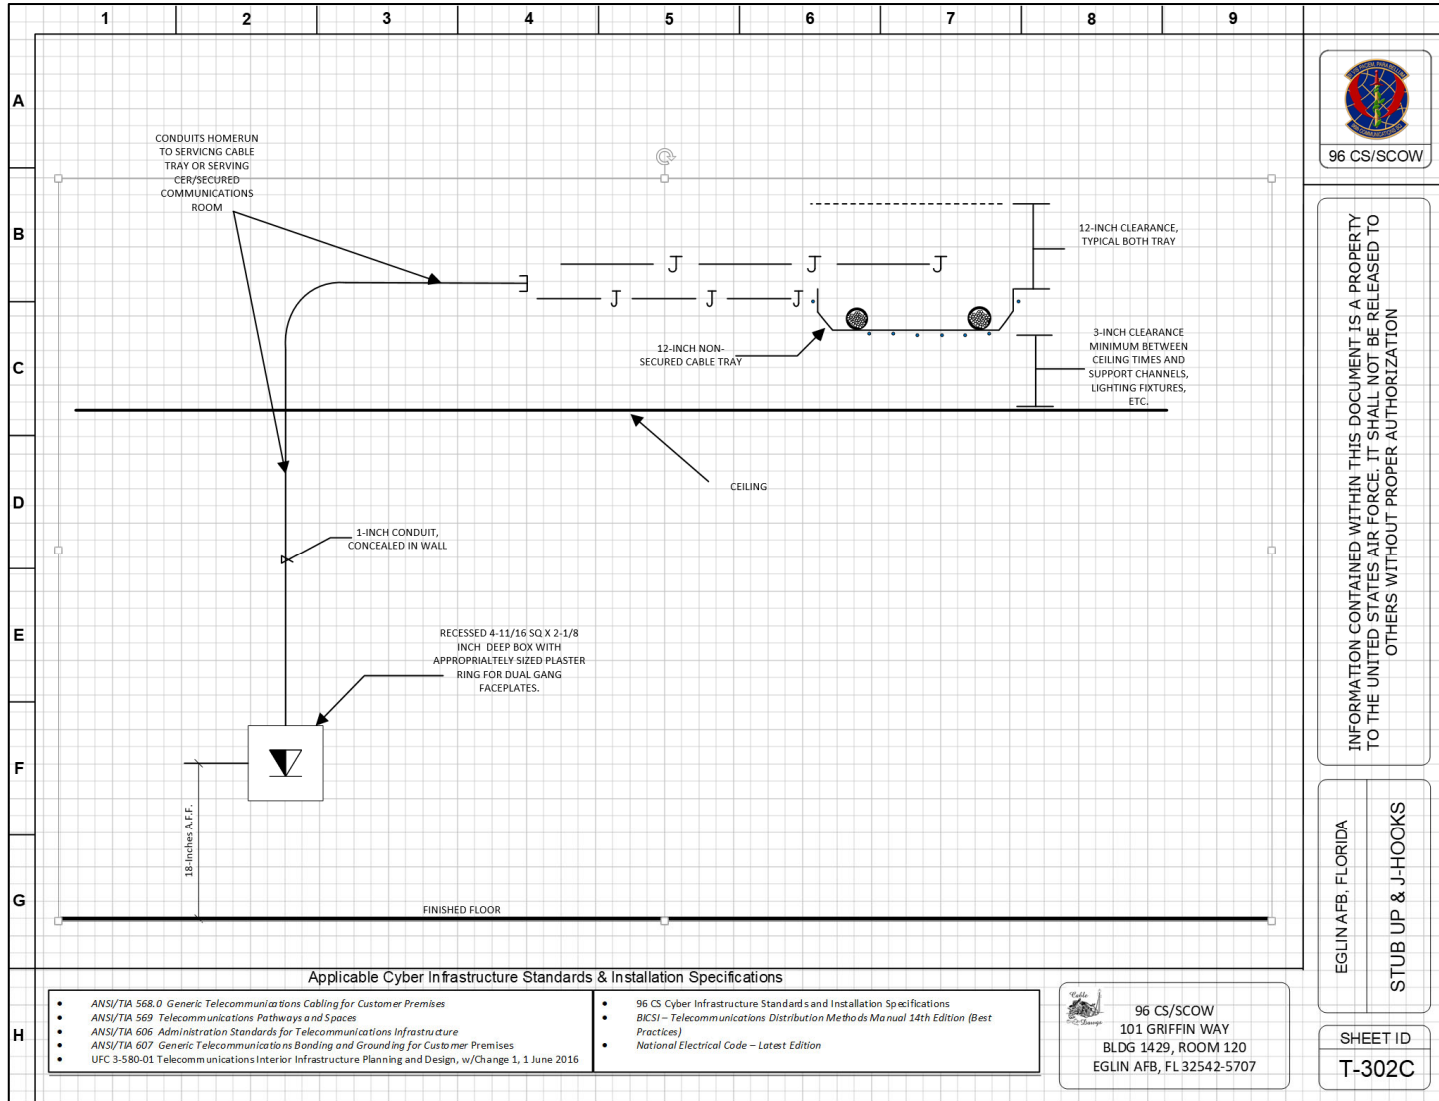 1 2 3 4 5 6 7 8 9
A
B
C
D
E
F
G
H
CONDUITS HOMERUN
TO SERVICNG CABLE
TRAY OR SERVING
CER/SECURED
COMMUNICATIONS
ROOM
12-INCH CLEARANCE,
TYPICAL BOTH TRAY
J J J
J J J
12-INCH NON-
SECURED CABLE TRAY
3-INCH CLEARANCE
MINIMUM BETWEEN
CEILING TIMES AND
SUPPORT CHANNELS,
LIGHTING FIXTURES,
ETC.
CEILING
1-INCH CONDUIT,
CONCEALED IN WALL
RECESSED 4-11/16 SQ X 2-1/8
INCH DEEP BOX WITH
APPROPRIALTELY SIZED PLASTER
RING FOR DUAL GANG
FACEPLATES.
18-Inches A.F.F.
FINISHED FLOOR
96 CS/SCOW
INFORMATION CONTAINED WITHIN THIS DOCUMENT IS A PROPERTY
TO THE UNITED STATES AIR FORCE. IT SHALL NOT BE RELEASED TO
OTHERS WITHOUT PROPER AUTHORIZATION
EGLIN AFB, FLORIDA
STUB UP & J-HOOKS
Applicable Cyber Infrastructure Standards & Installation Specifications
• ANSI/TIA 568.0 Generic Telecommunications Cabling for Customer Premises
• ANSI/TIA 569 Telecommunications Pathways and Spaces
• ANSI/TIA 606 Administration Standards for Telecommunications Infrastructure
• ANSI/TIA 607 Generic Telecommunications Bonding and Grounding for Customer Premises
• UFC 3-580-01 Telecommunications Interior Infrastructure Planning and Design, w/Change 1, 1 June 2016
• 96 CS Cyber Infrastructure Standards and Installation Specifications
• BICSI – Telecommunications Distribution Methods Manual 14th Edition (Best
Practices)
• National Electrical Code – Latest Edition
Cable
Dawgs
96 CS/SCOW
101 GRIFFIN WAY
BLDG 1429, ROOM 120
EGLIN AFB, FL 32542-5707
SHEET ID
T-302C